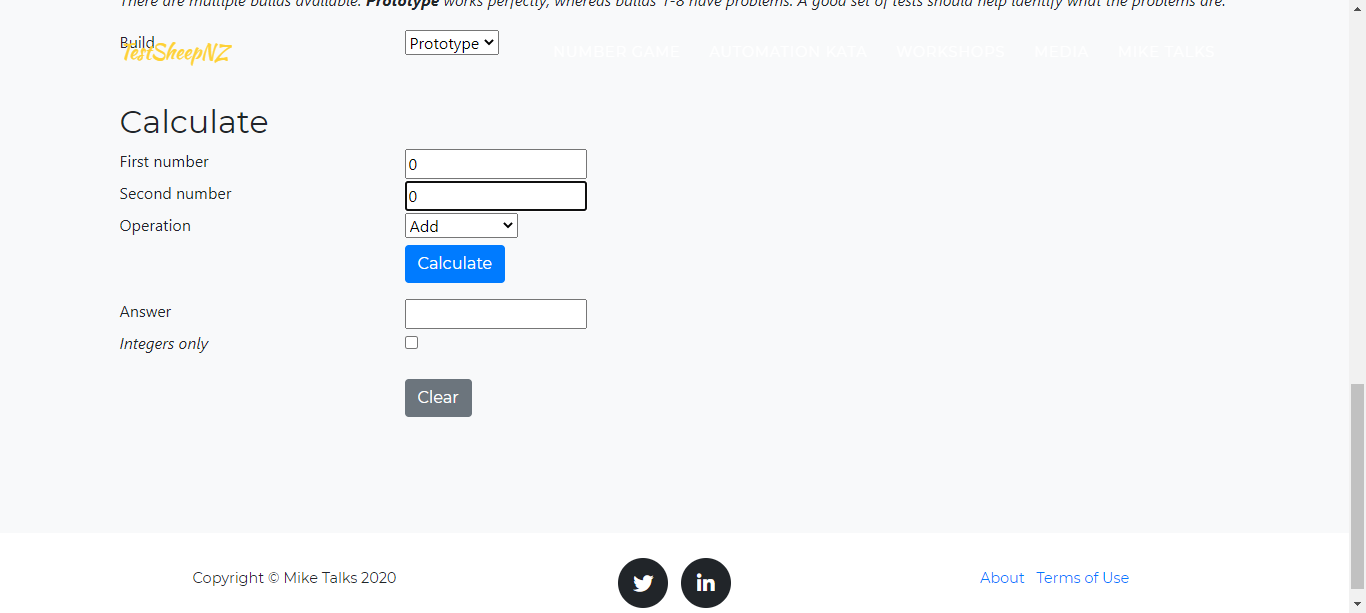 There are multiple builds available. Prototype works perfectly, whereas builds 1-8 have problems. A good set of tests should help identify what the problems are.
Build
Prototype
TestSheepNZ
NUMBER GAME
AUTOMATION KATA
WORKSHOPS
MEDIA
MIKE TALKS
Calculate
First number
0
Second number
0
Operation
Add
Calculate
Answer
Integers only
Clear
Copyright © Mike Talks 2020
About
Terms of Use